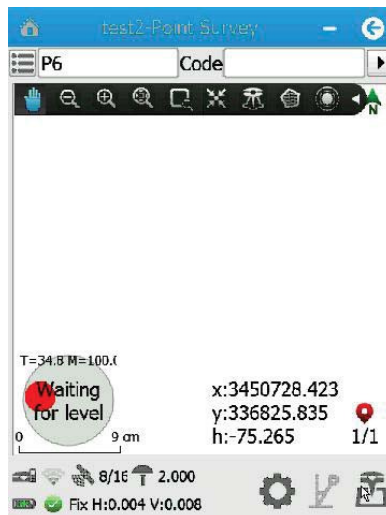 test2-Point Survey
P6
Code
N
T=34.8 M=100.(
Waiting
for level
0 9 cm
x:3450728.423
y:336825.835
h:-75.265
1/1
8/16 2.000
Fix H:0.004 V:0.008